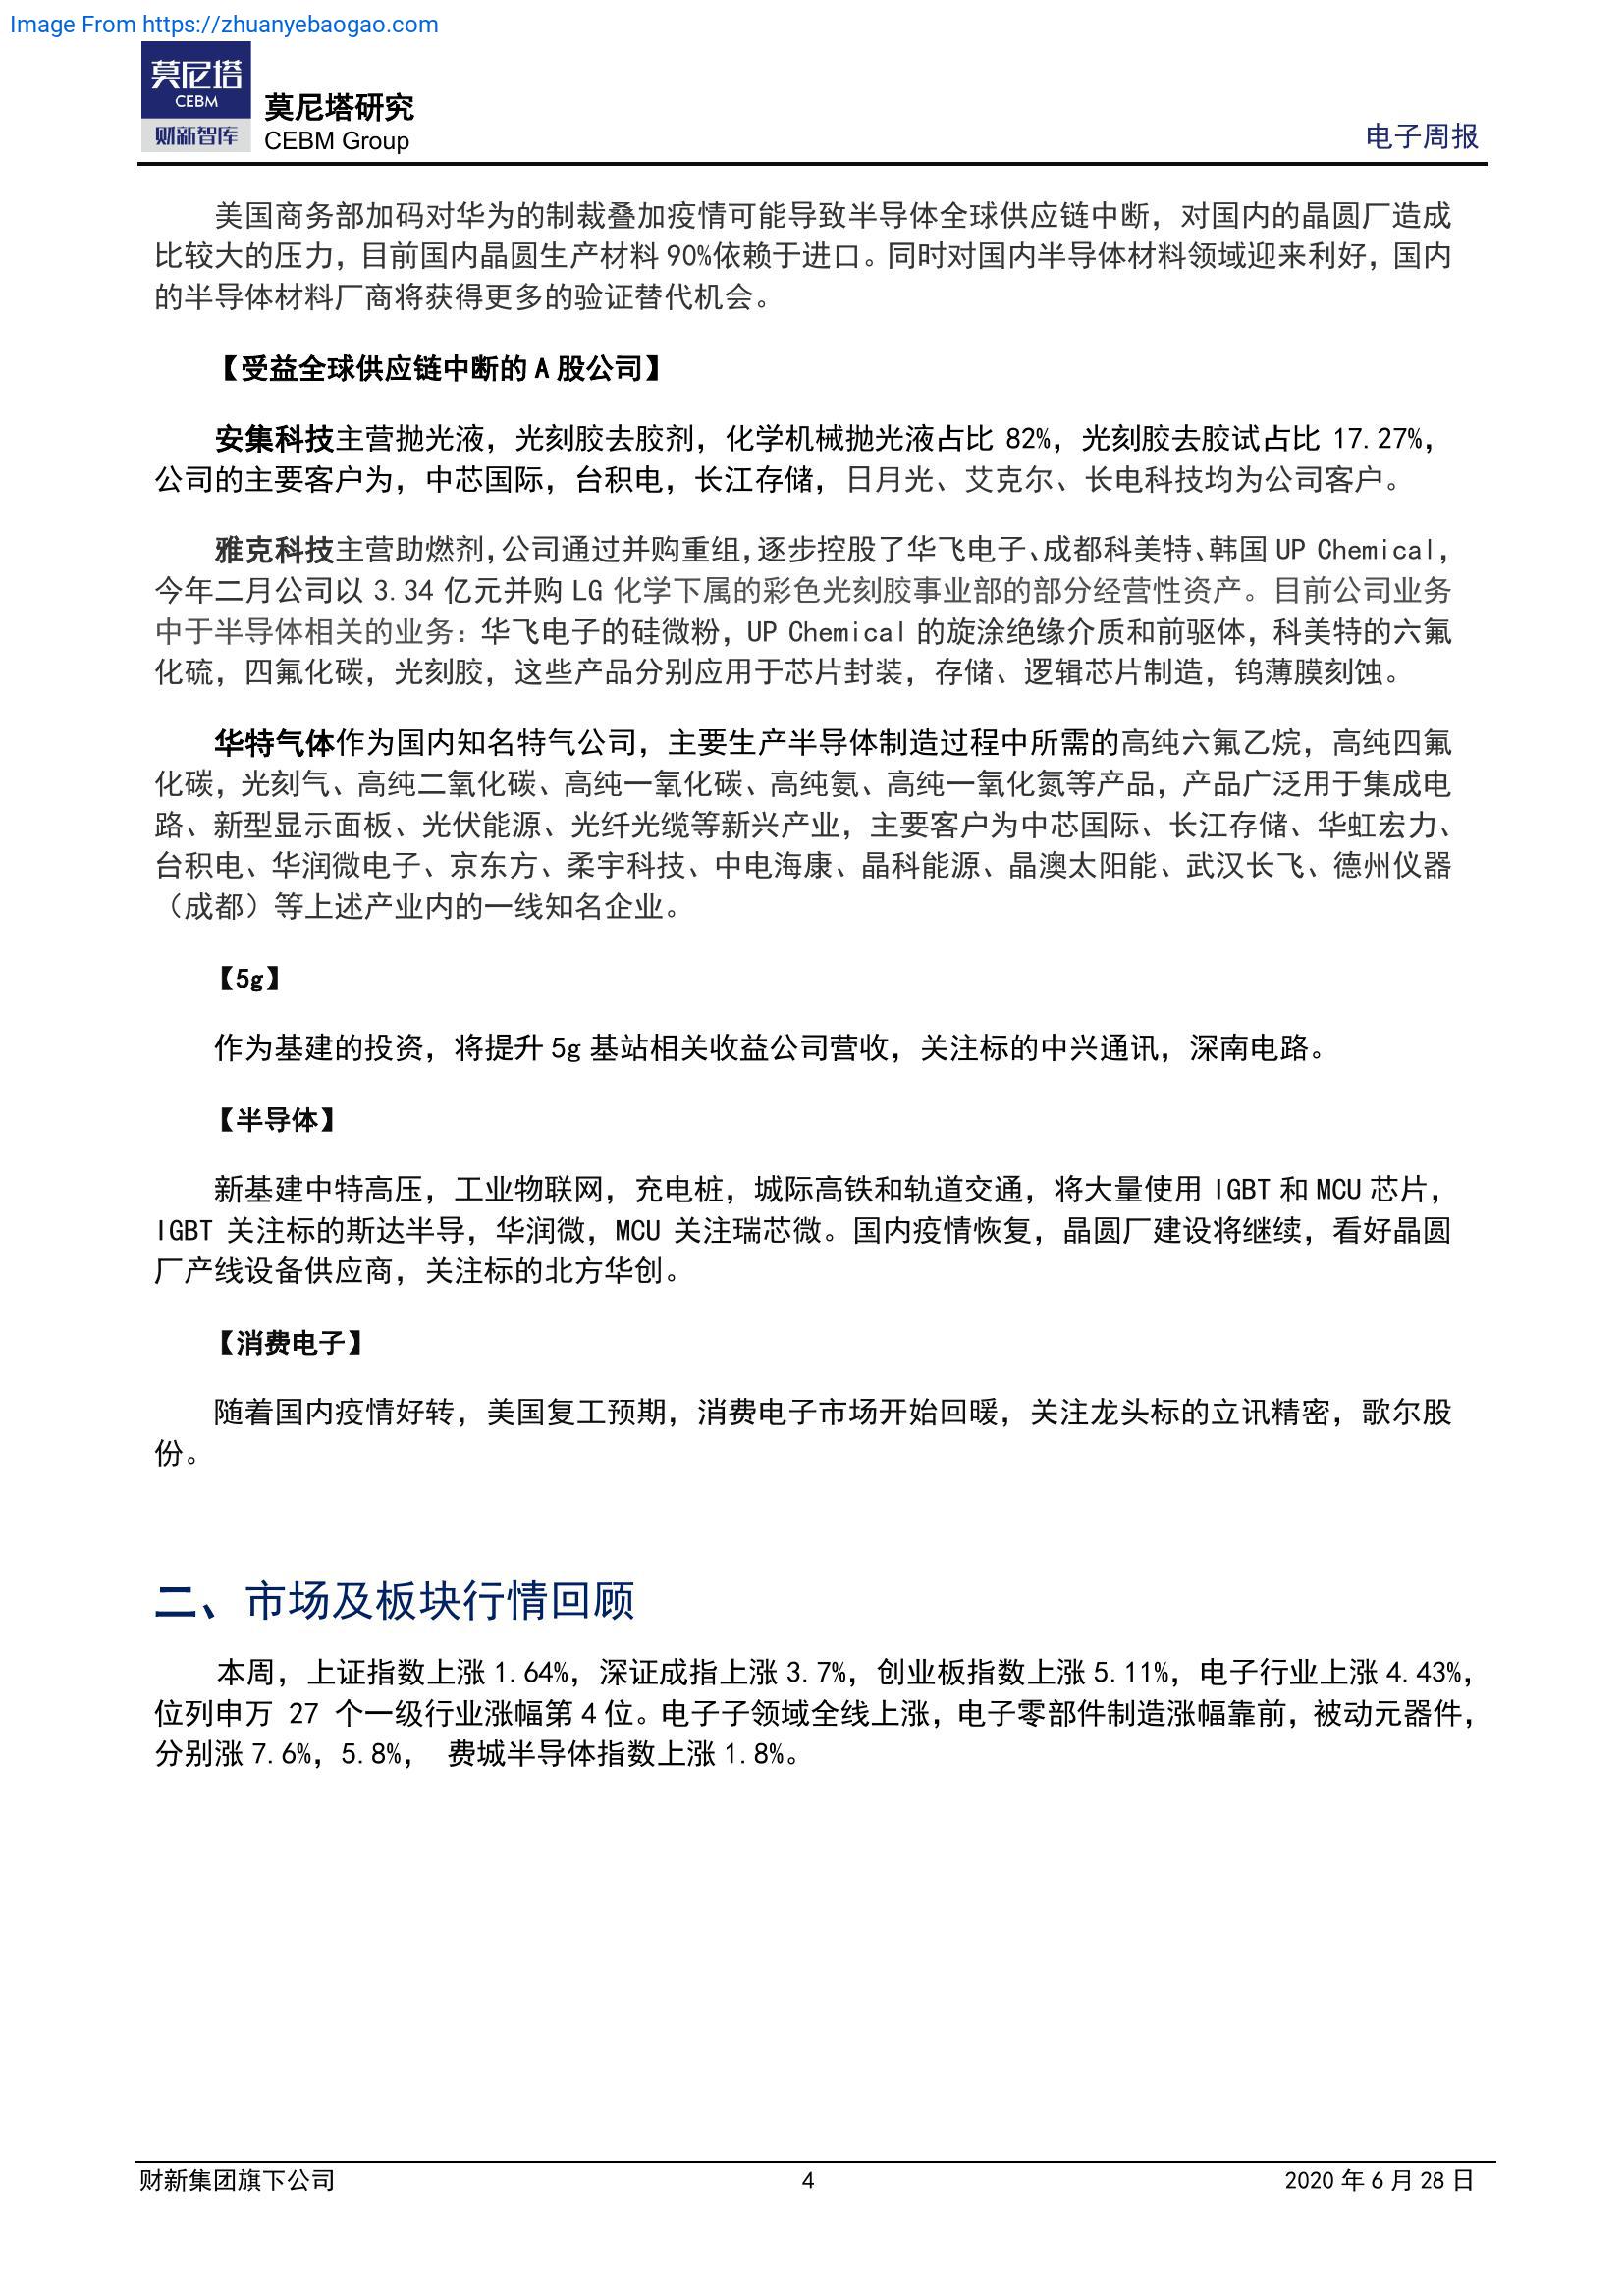 Image From https://zhuanyebaogao.com
莫尼塔
CEBM
财新智库
莫尼塔研究
CEBM Group
电子周报
美国商务部加码对华为的制裁叠加疫情可能导致半导体全球供应链中断，对国内的晶圆厂造成
比较大的压力，目前国内晶圆生产材料 90%依赖于进口。同时对国内半导体材料领域迎来利好，国内
的半导体材料厂商将获得更多的验证替代机会。
【受益全球供应链中断的 A 股公司】
安集科技主营抛光液，光刻胶去胶剂，化学机械抛光液占比 82%，光刻胶去胶试占比 17.27%，
公司的主要客户为，中芯国际，台积电，长江存储，日月光、艾克尔、长电科技均为公司客户。
雅克科技主营助燃剂，公司通过并购重组，逐步控股了华飞电子、成都科美特、韩国 UP Chemical，
今年二月公司以 3.34 亿元并购 LG 化学下属的彩色光刻胶事业部的部分经营性资产。目前公司业务
中于半导体相关的业务：华飞电子的硅微粉，UP Chemical 的旋涂绝缘介质和前驱体，科美特的六氟
化硫，四氟化碳，光刻胶，这些产品分别应用于芯片封装，存储、逻辑芯片制造，钨薄膜刻蚀。
华特气体作为国内知名特气公司，主要生产半导体制造过程中所需的高纯六氟乙烷，高纯四氟
化碳，光刻气、高纯二氧化碳、高纯一氧化碳、高纯氨、高纯一氧化氮等产品，产品广泛用于集成电
路、新型显示面板、光伏能源、光纤光缆等新兴产业，主要客户为中芯国际、长江存储、华虹宏力、
台积电、华润微电子、京东方、柔宇科技、中电海康、晶科能源、晶澳太阳能、武汉长飞、德州仪器
（成都）等上述产业内的一线知名企业。
【5g】
作为基建的投资，将提升 5g 基站相关收益公司营收，关注标的中兴通讯，深南电路。
【半导体】
新基建中特高压，工业物联网，充电桩，城际高铁和轨道交通，将大量使用 IGBT 和 MCU 芯片，
IGBT 关注标的斯达半导，华润微，MCU 关注瑞芯微。国内疫情恢复，晶圆厂建设将继续，看好晶圆
厂产线设备供应商，关注标的北方华创。
【消费电子】
随着国内疫情好转，美国复工预期，消费电子市场开始回暖，关注龙头标的立讯精密，歌尔股
份。
二、市场及板块行情回顾
本周，上证指数上涨 1.64%，深证成指上涨 3.7%，创业板指数上涨 5.11%，电子行业上涨 4.43%，
位列申万 27 个一级行业涨幅第 4 位。电子子领域全线上涨，电子零部件制造涨幅靠前，被动元器件，
分别涨 7.6%，5.8%， 费城半导体指数上涨 1.8%。
财新集团旗下公司
4
2020 年 6 月 28 日